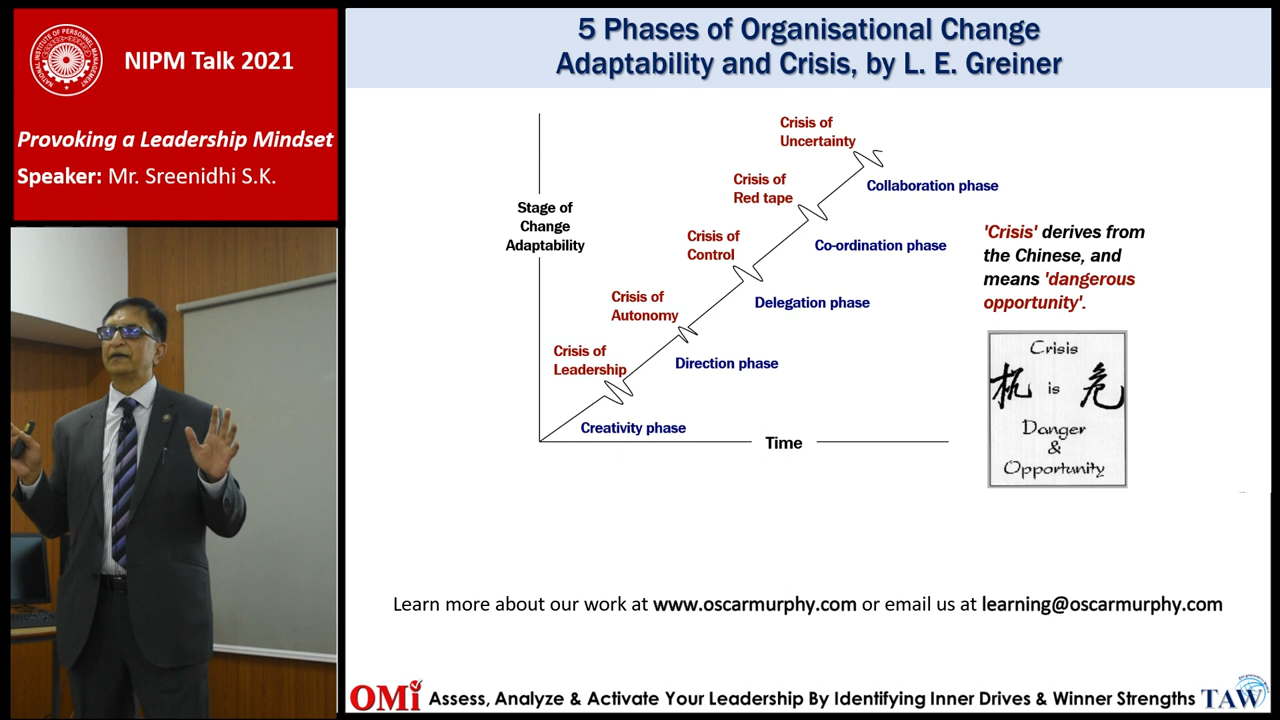 NATIONAL INSTITUTE OF PERSONNEL MANAGEMENT
NIPM Talk 2021
Provoking a Leadership Mindset
Speaker: Mr. Sreenidhi S.K.
5 Phases of Organisational Change
Adaptability and Crisis, by L. E. Greiner
Stage of
Change
Adaptability
Crisis of
Uncertainty
Crisis of
Red tape
Crisis of
Control
Crisis of
Autonomy
Crisis of
Leadership
Collaboration phase
Co-ordination phase
Delegation phase
Direction phase
Creativity phase
Time
'Crisis' derives from
the Chinese, and
means 'dangerous
opportunity'.
Crisis
机 is 危
Danger
&
Opportunity
Learn more about our work at www.oscarmurphy.com or email us at learning@oscarmurphy.com
OMi Assess, Analyze & Activate Your Leadership By Identifying Inner Drives & Winner Strengths TAW